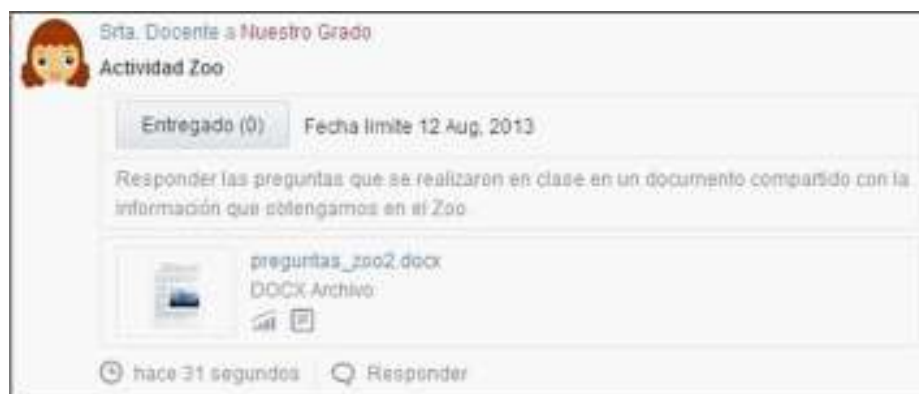 Srta. Docente a Nuestro Grado
Actividad Zoo
Entregado (0) Fecha limite 12 Aug, 2013
Responder las preguntas que se realizaron en clase en un documento compartido con la
información que obtengamos en el Zoo.
preguntas_zoo2.docx
DOCX Archivo
hace 31 segundos Responder